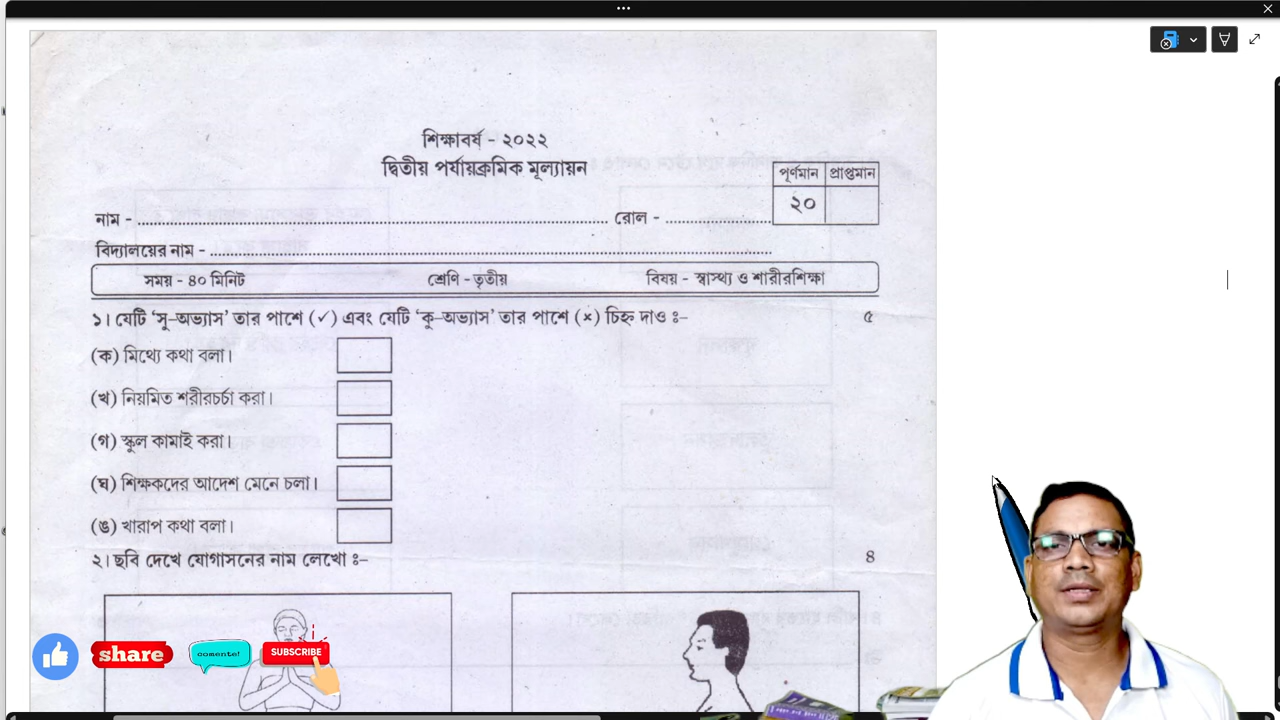 শিক্ষাবর্ষ - ২০২২
দ্বিতীয় পর্যায়ক্রমিক মূল্যায়ন
পূর্ণমান প্রাপ্তমান
২০
নাম - রোল -
বিদ্যালয়ের নাম -
সময় - ৪০ মিনিট শ্রেণি - তৃতীয় বিষয় - স্বাস্থ্য ও শারীরশিক্ষা
১। যেটি ‘সু-অভ্যাস’ তার পাশে (✓) এবং যেটি ‘কু-অভ্যাস’ তার পাশে (×) চিহ্ন দাও ঃ- ৫
(ক) মিথ্যে কথা বলা।
(খ) নিয়মিত শরীরচর্চা করা।
(গ) স্কুল কামাই করা।
(ঘ) শিক্ষকদের আদেশ মেনে চলা।
(ঙ) খারাপ কথা বলা।
২। ছবি দেখে যোগাসনের নাম লেখো ঃ- ৪
share
comente!
SUBSCRIBE